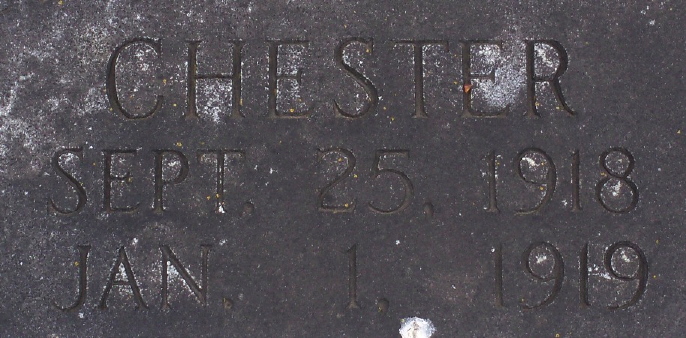 CHESTER
SEPT. 25, 1918
JAN. 1, 1919